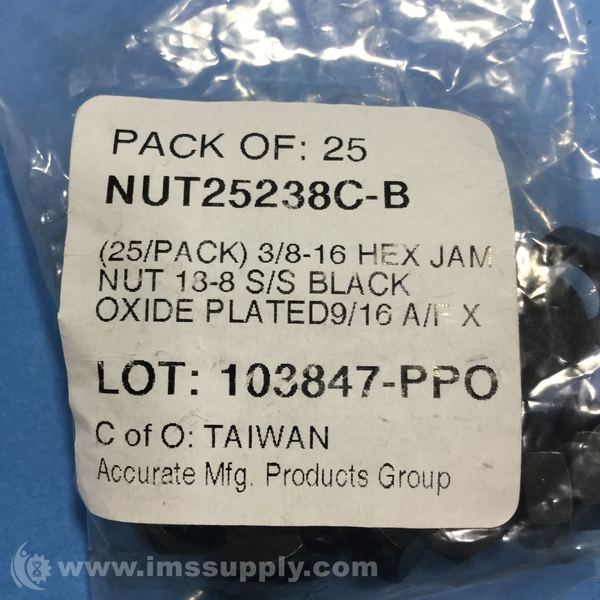 PACK OF: 25
NUT25238C-B
(25/PACK) 3/8-16 HEX JAM
NUT 18-8 S/S BLACK
OXIDE PLATED9/16 A/F X
LOT: 103847-PPO
C of O: TAIWAN
Accurate Mfg. Products Group
www.imssupply.com